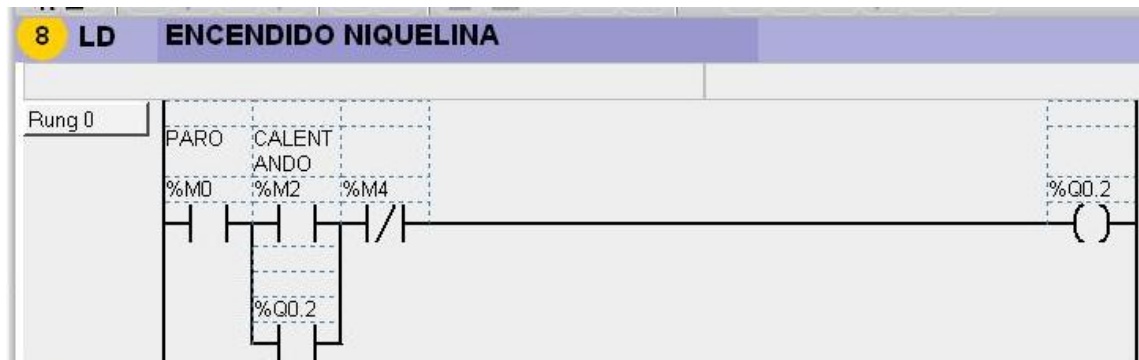 8 LD ENCENDIDO NIQUELINA
Rung 0
PARO CALENT
ANDO
%M0 %M2 %M4 %Q0.2
%Q0.2